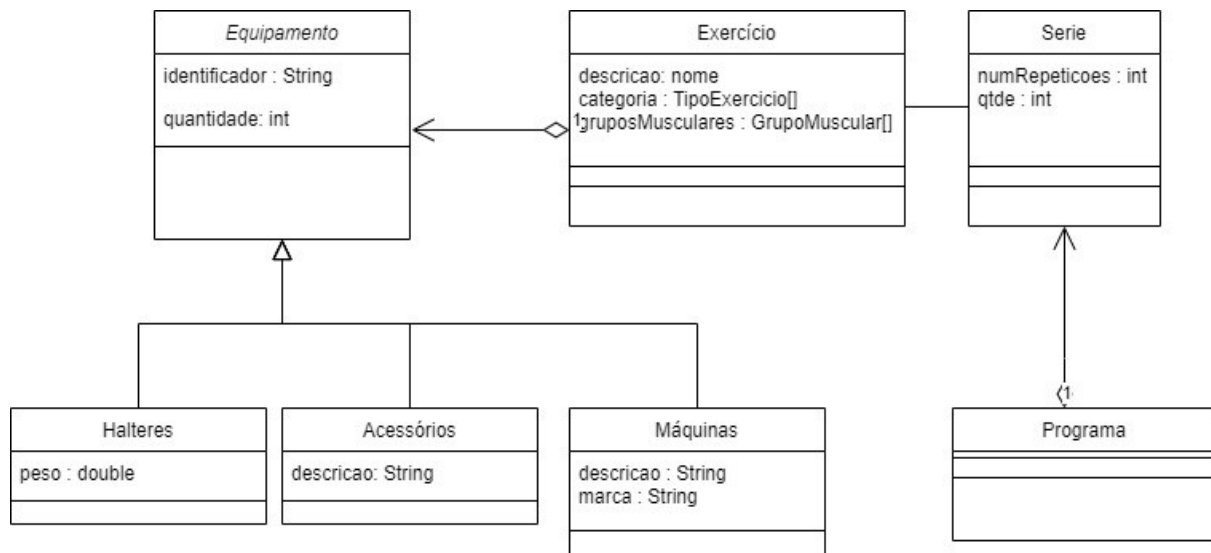 Equipamento
identificador : String
quantidade: int
Exercício
descricao: nome
categoria : TipoExercicio[]
1
gruposMusculares : GrupoMuscular[]
Serie
numRepeticoes : int
qtde : int
Halteres
peso : double
Acessórios
descricao: String
Máquinas
descricao : String
marca : String
1
Programa